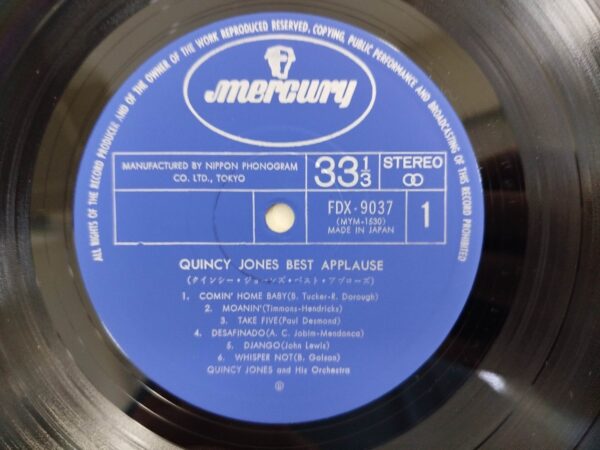 ALL RIGHTS OF THE RECORD PRODUCER AND OF THE OWNER OF THE WORK REPRODUCED RESERVED. COPYING, PUBLIC PERFORMANCE AND BROADCASTING OF THIS RECORD PROHIBITED
mercury
MANUFACTURED BY NIPPON PHONOGRAM
CO. LTD., TOKYO
33 1/3
STEREO
FDX-9037
(MYM-1530)
MADE IN JAPAN
1
QUINCY JONES BEST APPLAUSE
(クインシー・ジョーンズ・ベスト・アプローズ)
1. COMIN' HOME BABY(B. Tucker-R. Dorough)
2. MOANIN'(Timmons-Hendricks)
3. TAKE FIVE(Paul Desmond)
4. DESAFINADO(A. C. Jobim-Mendonca)
5. DJANGO(John Lewis)
6. WHISPER NOT(B. Golson)
QUINCY JONES and His Orchestra